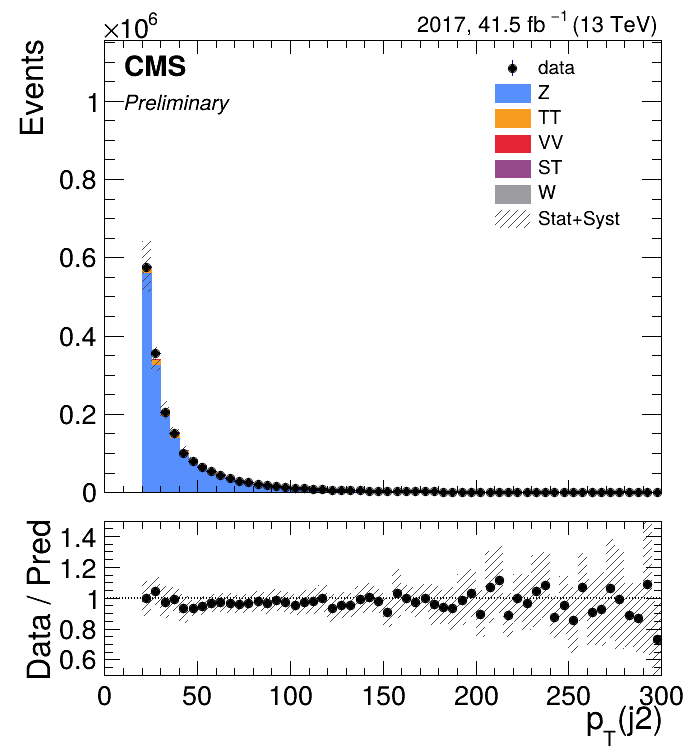 ×10⁶
2017, 41.5 fb⁻¹ (13 TeV)
Events
CMS
Preliminary
data
Z
TT
VV
ST
W
Stat+Syst
1
0.8
0.6
0.4
0.2
0
Data / Pred
1.4
1.2
1
0.8
0.6
0 50 100 150 200 250 300
p_T(j2)